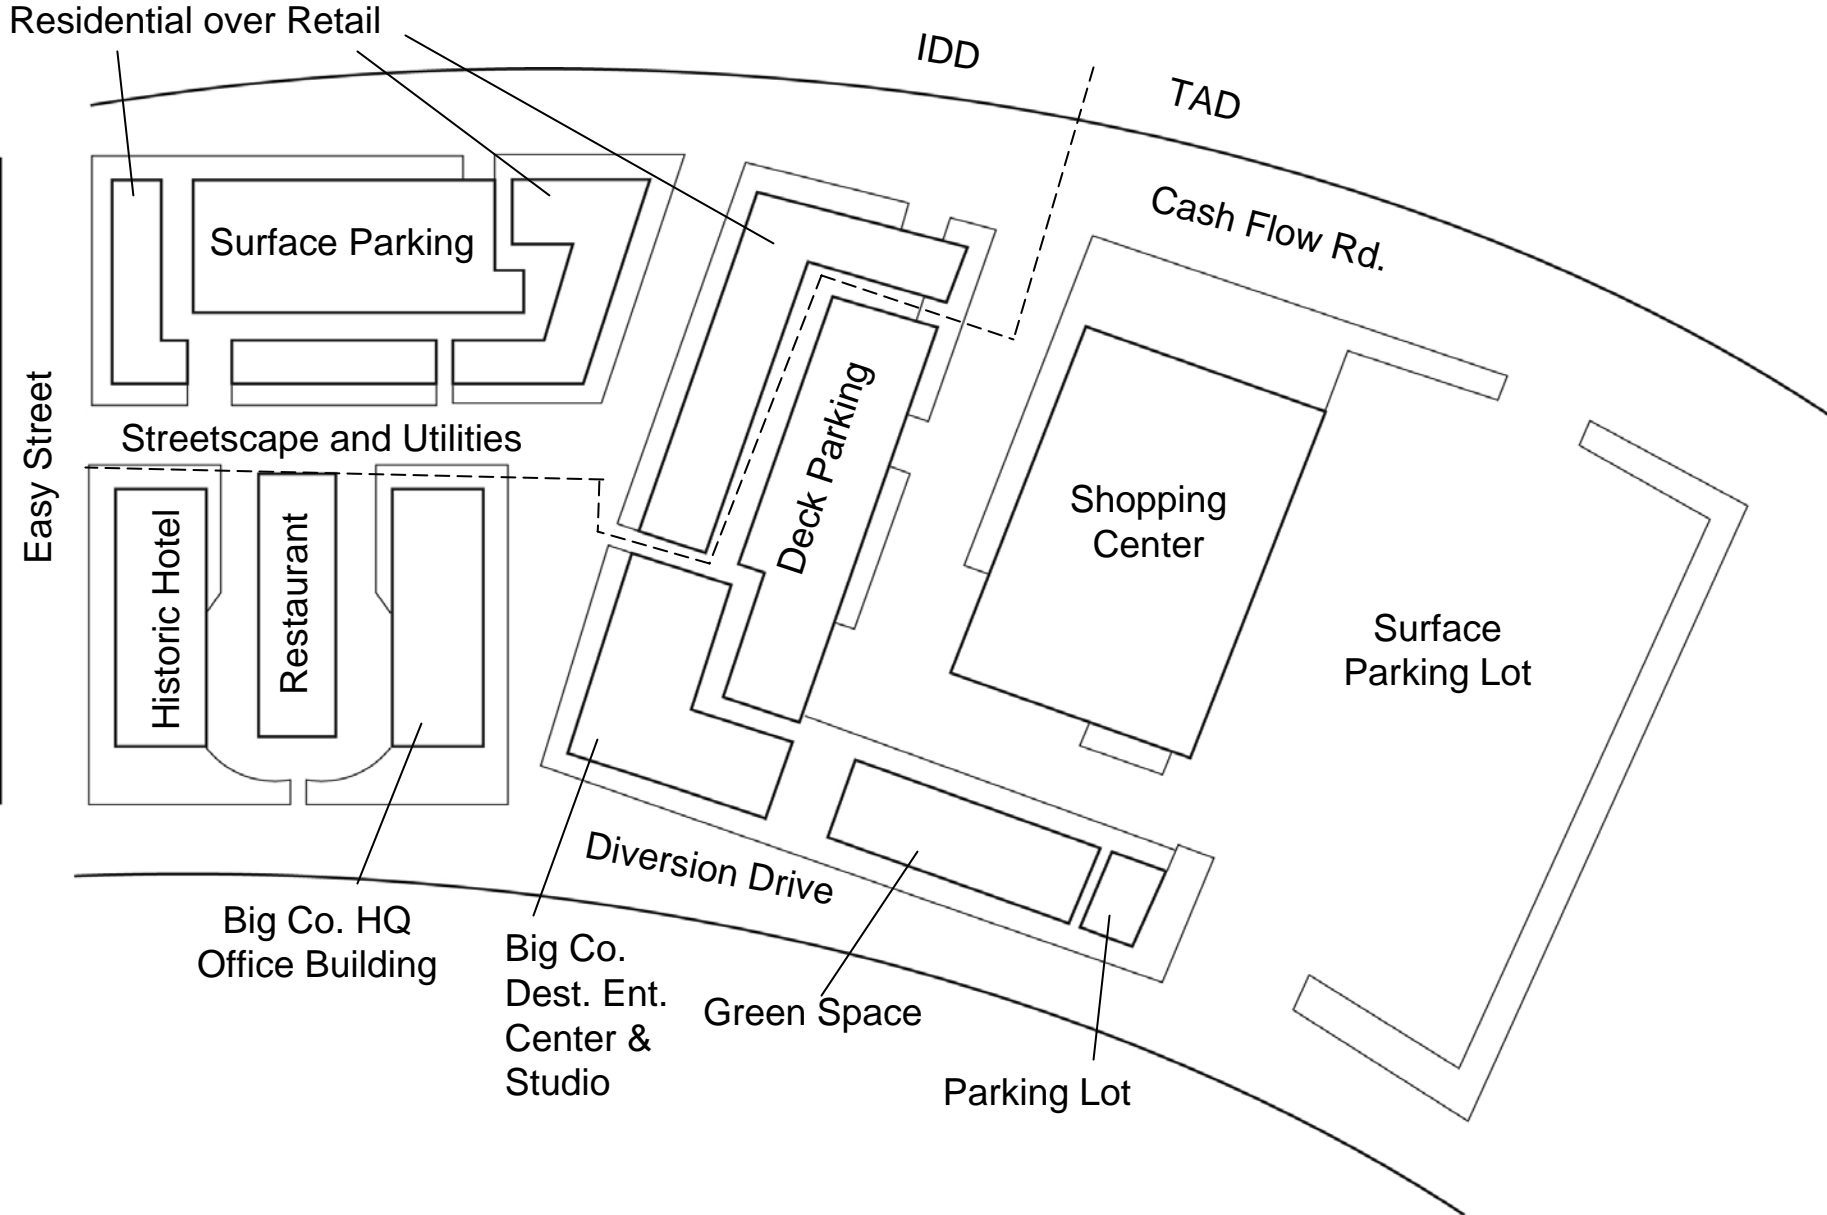 Residential over Retail
IDD
TAD
Cash Flow Rd.
Surface Parking
Easy Street
Streetscape and Utilities
Deck Parking
Shopping
Center
Historic Hotel
Restaurant
Surface
Parking Lot
Diversion Drive
Big Co. HQ
Office Building
Big Co.
Dest. Ent.
Center &
Studio
Green Space
Parking Lot